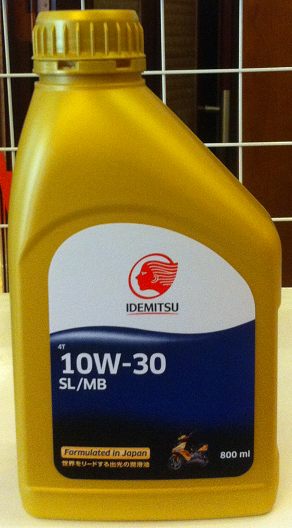 IDEMITSU
4T
10W-30
SL/MB
Formulated in Japan
世界をリードする出光の潤滑油
800 ml